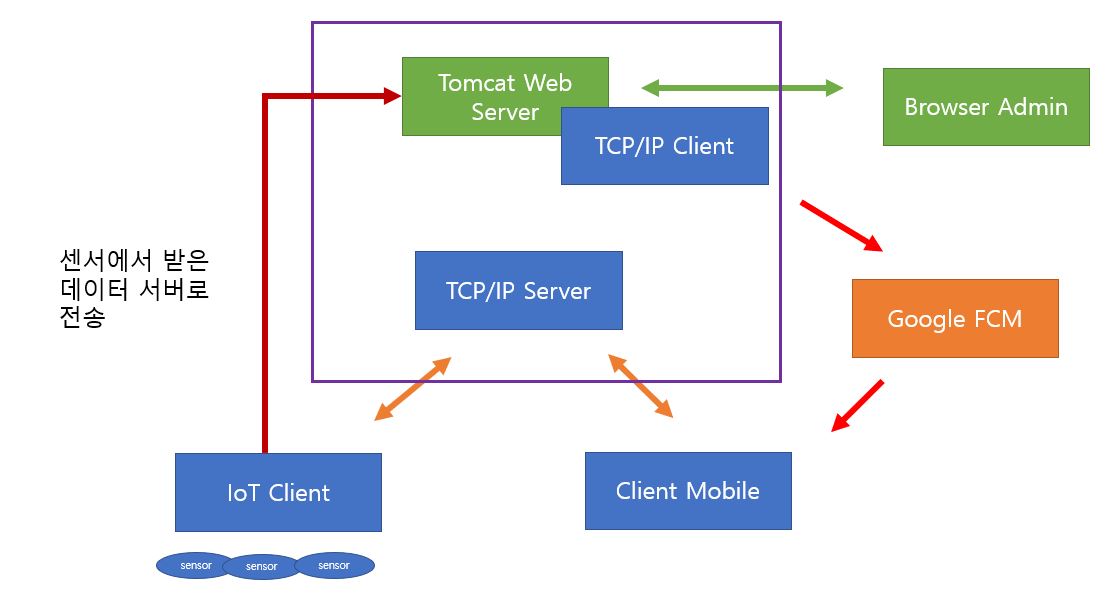 Tomcat Web
Server
Browser Admin
TCP/IP Client
센서에서 받은
데이터 서버로
전송
TCP/IP Server
Google FCM
IoT Client
Client Mobile
sensor
sensor
sensor